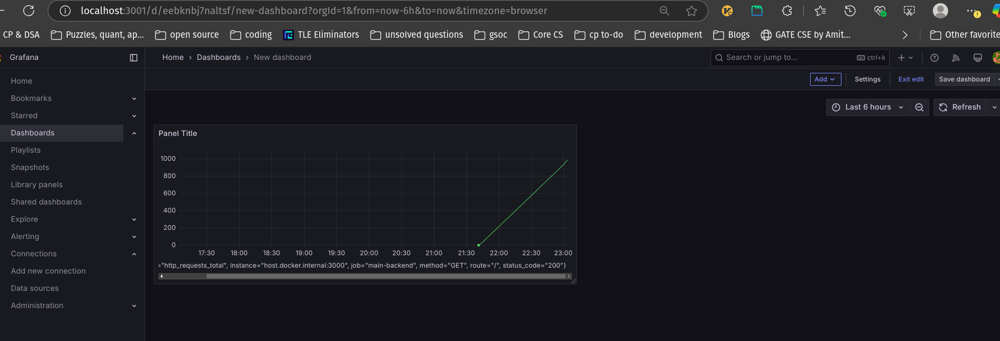 localhost:3001/d/eebknbj7naltsf/new-dashboard?orgId=1&from=now-6h&to=now&timezone=browser
CP & DSA Puzzles, quant, ap... open source coding TLE Eliminators unsolved questions gsoc Core CS cp to-do development Blogs GATE CSE by Amit... Other favorite
Grafana
Home › Dashboards › New dashboard
Search or jump to... ctrl+k
Add Settings Exit edit Save dashboard
Last 6 hours Refresh
Home
Bookmarks
Starred
Dashboards
Playlists
Snapshots
Library panels
Shared dashboards
Explore
Alerting
Connections
Add new connection
Data sources
Administration
Panel Title
1000
800
600
400
200
0
17:30 18:00 18:30 19:00 19:30 20:00 20:30 21:00 21:30 22:00 22:30 23:00
="http_requests_total", instance="host.docker.internal:3000", job="main-backend", method="GET", route="/", status_code="200"}